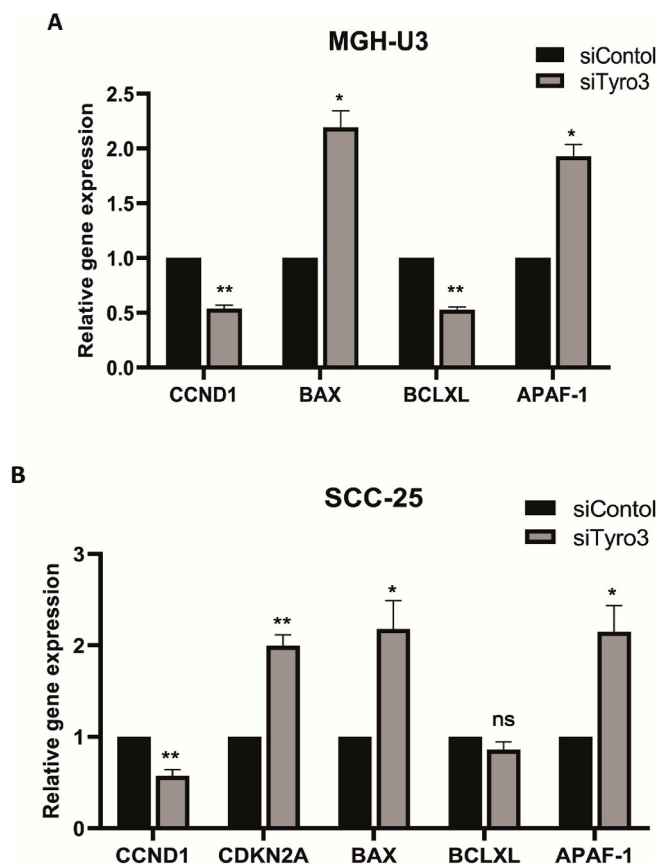 A
MGH-U3
siContol
siTyro3
Relative gene expression
2.5
2.0
1.5
1.0
0.5
0.0
**
*
**
*
CCND1 BAX BCLXL APAF-1
B
SCC-25
siContol
siTyro3
Relative gene expression
3
2
1
0
**
**
*
ns
*
CCND1 CDKN2A BAX BCLXL APAF-1